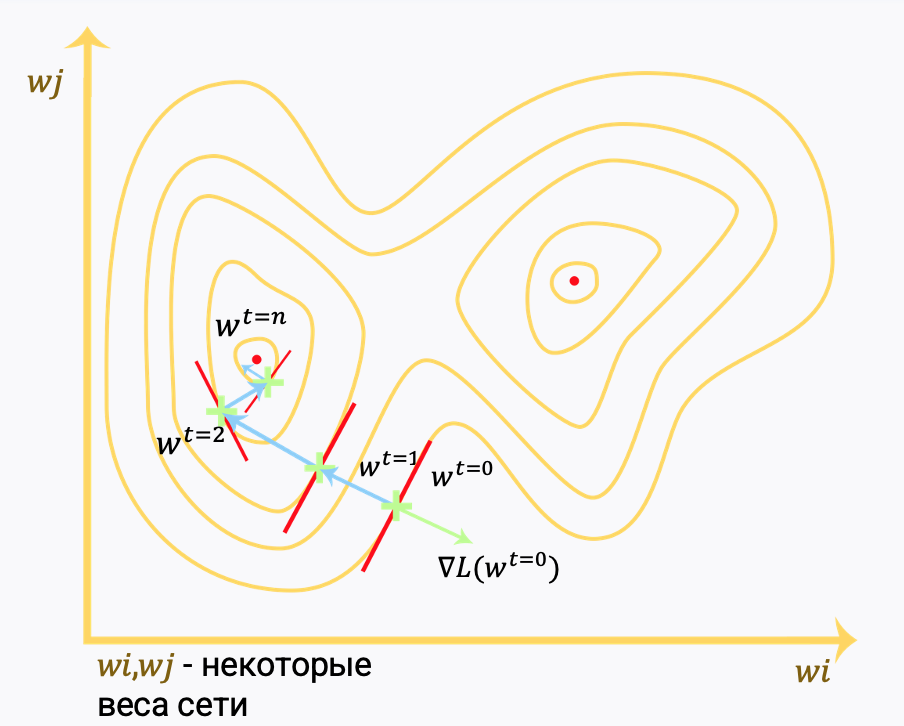 wj
w^{t=n}
w^{t=2}
w^{t=1}
w^{t=0}
∇L(w^{t=0})
wi,wj - некоторые
веса сети
wi